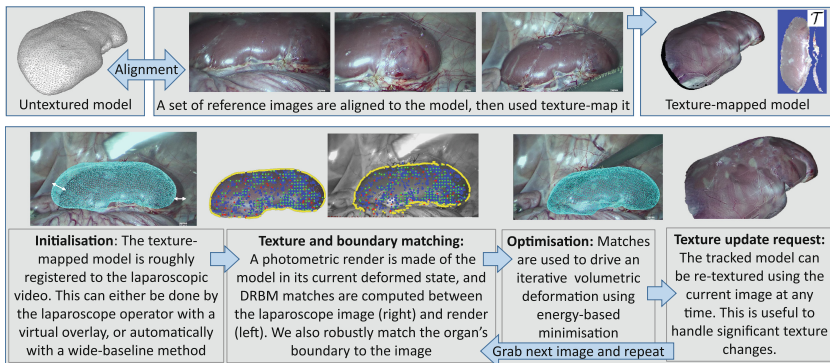 Untextured model
Alignment
A set of reference images are aligned to the model, then used texture-map it
𝒯
Texture-mapped model
Initialisation: The texture-
mapped model is roughly
registered to the laparoscopic
video. This can either be done by
the laparoscope operator with a
virtual overlay, or automatically
with a wide-baseline method
Texture and boundary matching:
A photometric render is made of the
model in its current deformed state, and
DRBM matches are computed between
the laparoscope image (right) and render
(left). We also robustly match the organ's
boundary to the image
Optimisation: Matches
are used to drive an
iterative volumetric
deformation using
energy-based
minimisation
Texture update request:
The tracked model can
be re-textured using the
current image at any
time. This is useful to
handle significant texture
changes.
Grab next image and repeat